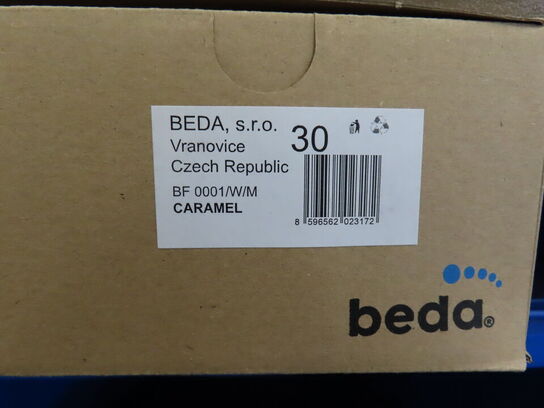 BEDA, s.r.o.
30
Vranovice
Czech Republic
BF 0001/W/M
CARAMEL
8 596562 023172
beda®